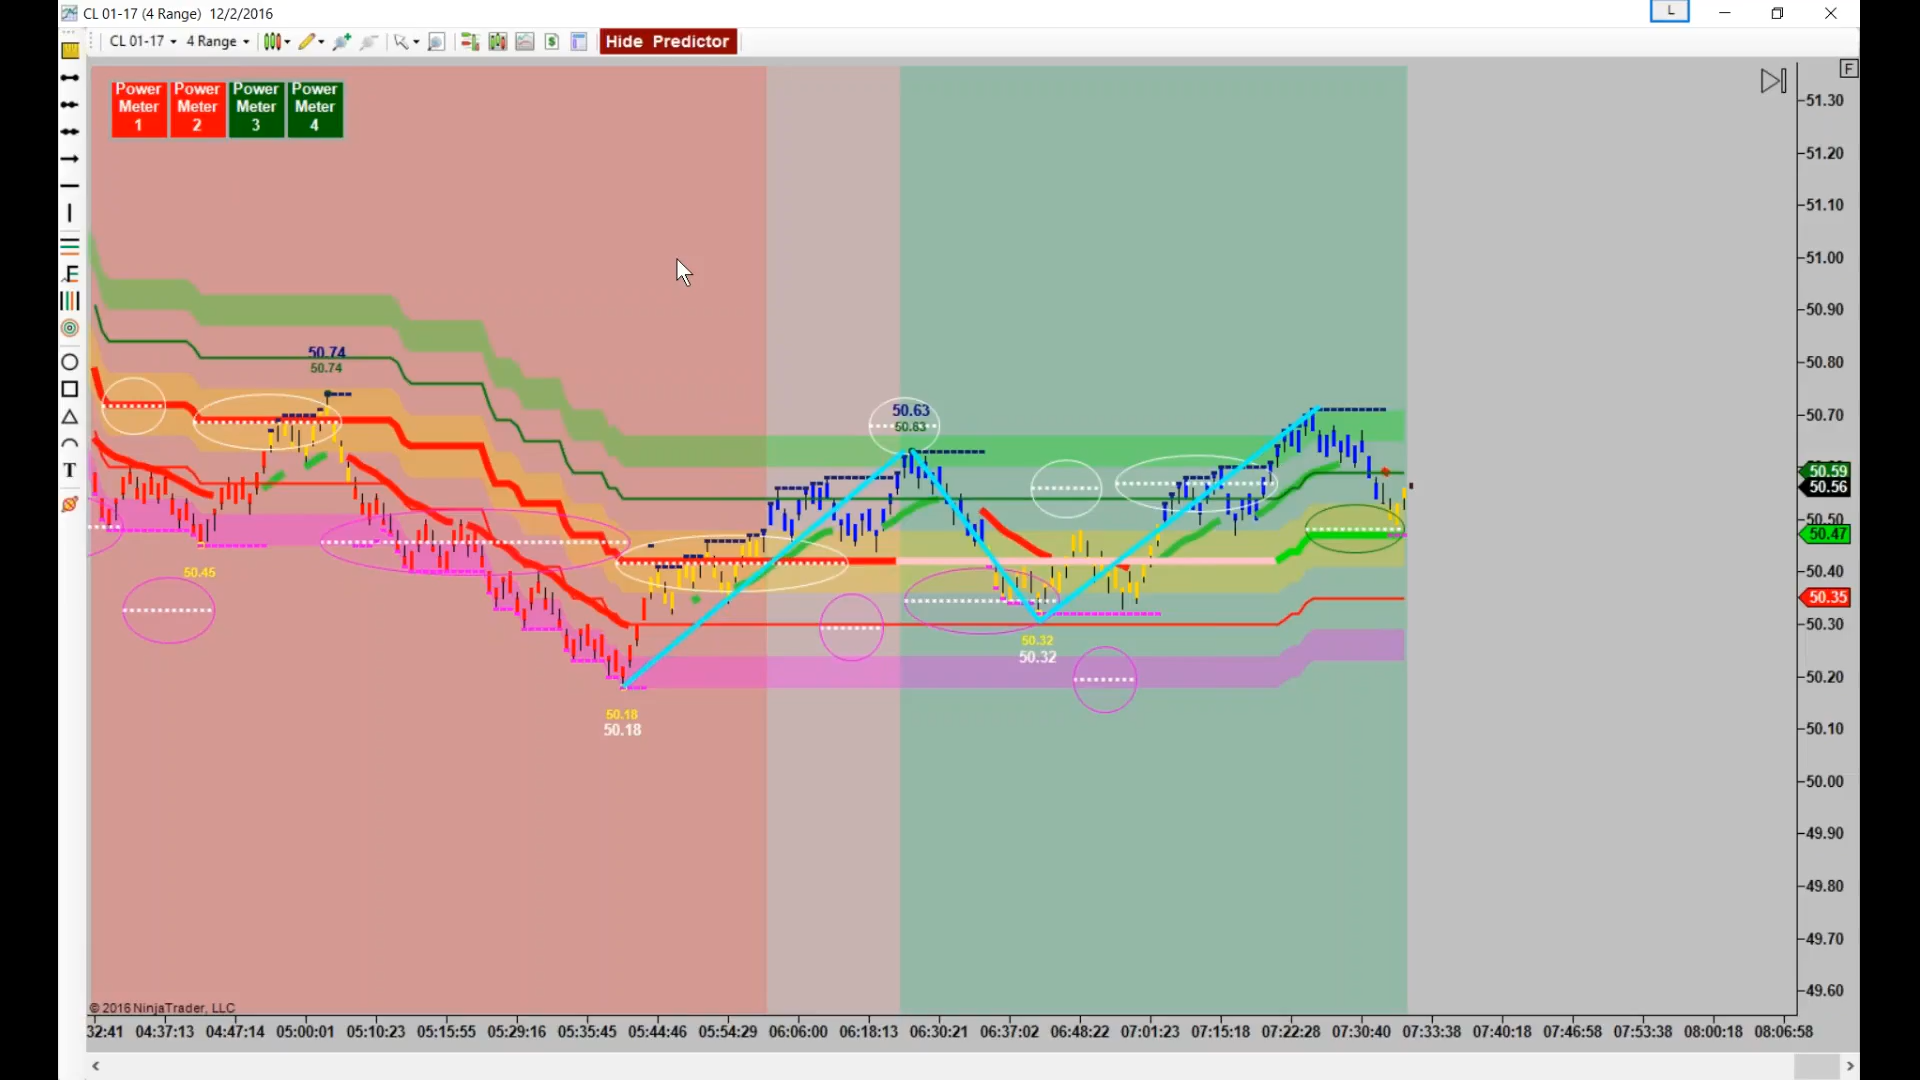 CL 01-17 (4 Range) 12/2/2016
L
CL 01-17 4 Range Hide Predictor
F
Power Meter 1
Power Meter 2
Power Meter 3
Power Meter 4
51.30
51.20
51.10
51.00
50.90
50.80
50.70
50.59
50.56
50.50
50.47
50.40
50.35
50.30
50.20
50.10
50.00
49.90
49.80
49.70
49.60
50.74
50.74
50.63
50.63
50.45
50.32
50.32
50.18
50.18
E
T
© 2016 NinjaTrader, LLC
32:41 04:37:13 04:47:14 05:00:01 05:10:23 05:15:55 05:29:16 05:35:45 05:44:46 05:54:29 06:06:00 06:18:13 06:30:21 06:37:02 06:48:22 07:01:23 07:15:18 07:22:28 07:30:40 07:33:38 07:40:18 07:46:58 07:53:38 08:00:18 08:06:58